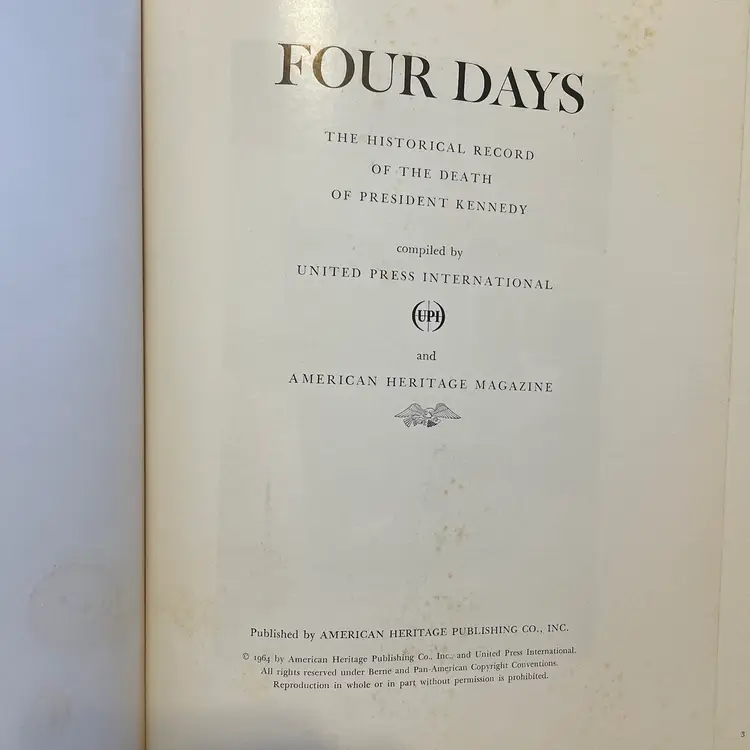 FOUR DAYS
THE HISTORICAL RECORD
OF THE DEATH
OF PRESIDENT KENNEDY
compiled by
UNITED PRESS INTERNATIONAL
UPI
and
AMERICAN HERITAGE MAGAZINE
Published by AMERICAN HERITAGE PUBLISHING CO., INC.
© 1964 by American Heritage Publishing Co., Inc., and United Press International.
All rights reserved under Berne and Pan-American Copyright Conventions.
Reproduction in whole or in part without permission is prohibited.
3